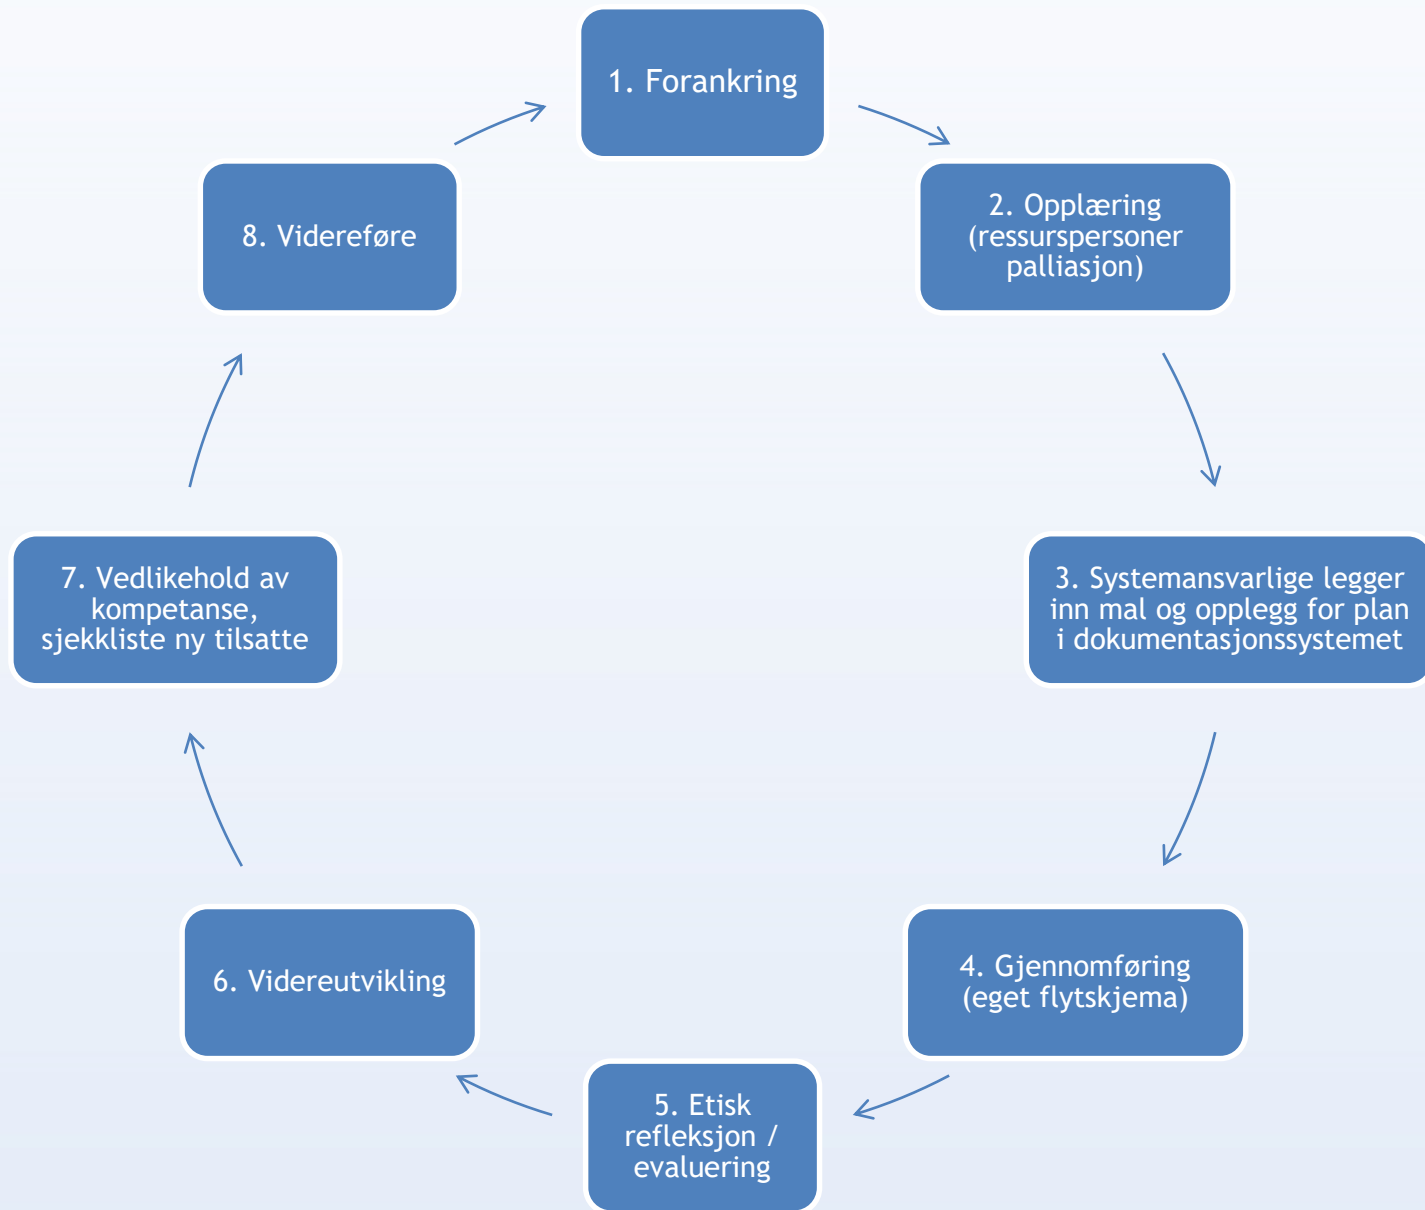 1. Forankring
2. Opplæring
(ressurspersoner
palliasjon)
3. Systemansvarlige legger
inn mal og opplegg for plan
i dokumentasjonssystemet
4. Gjennomføring
(eget flytskjema)
5. Etisk
refleksjon /
evaluering
6. Videreutvikling
7. Vedlikehold av
kompetanse,
sjekkliste ny tilsatte
8. Videreføre